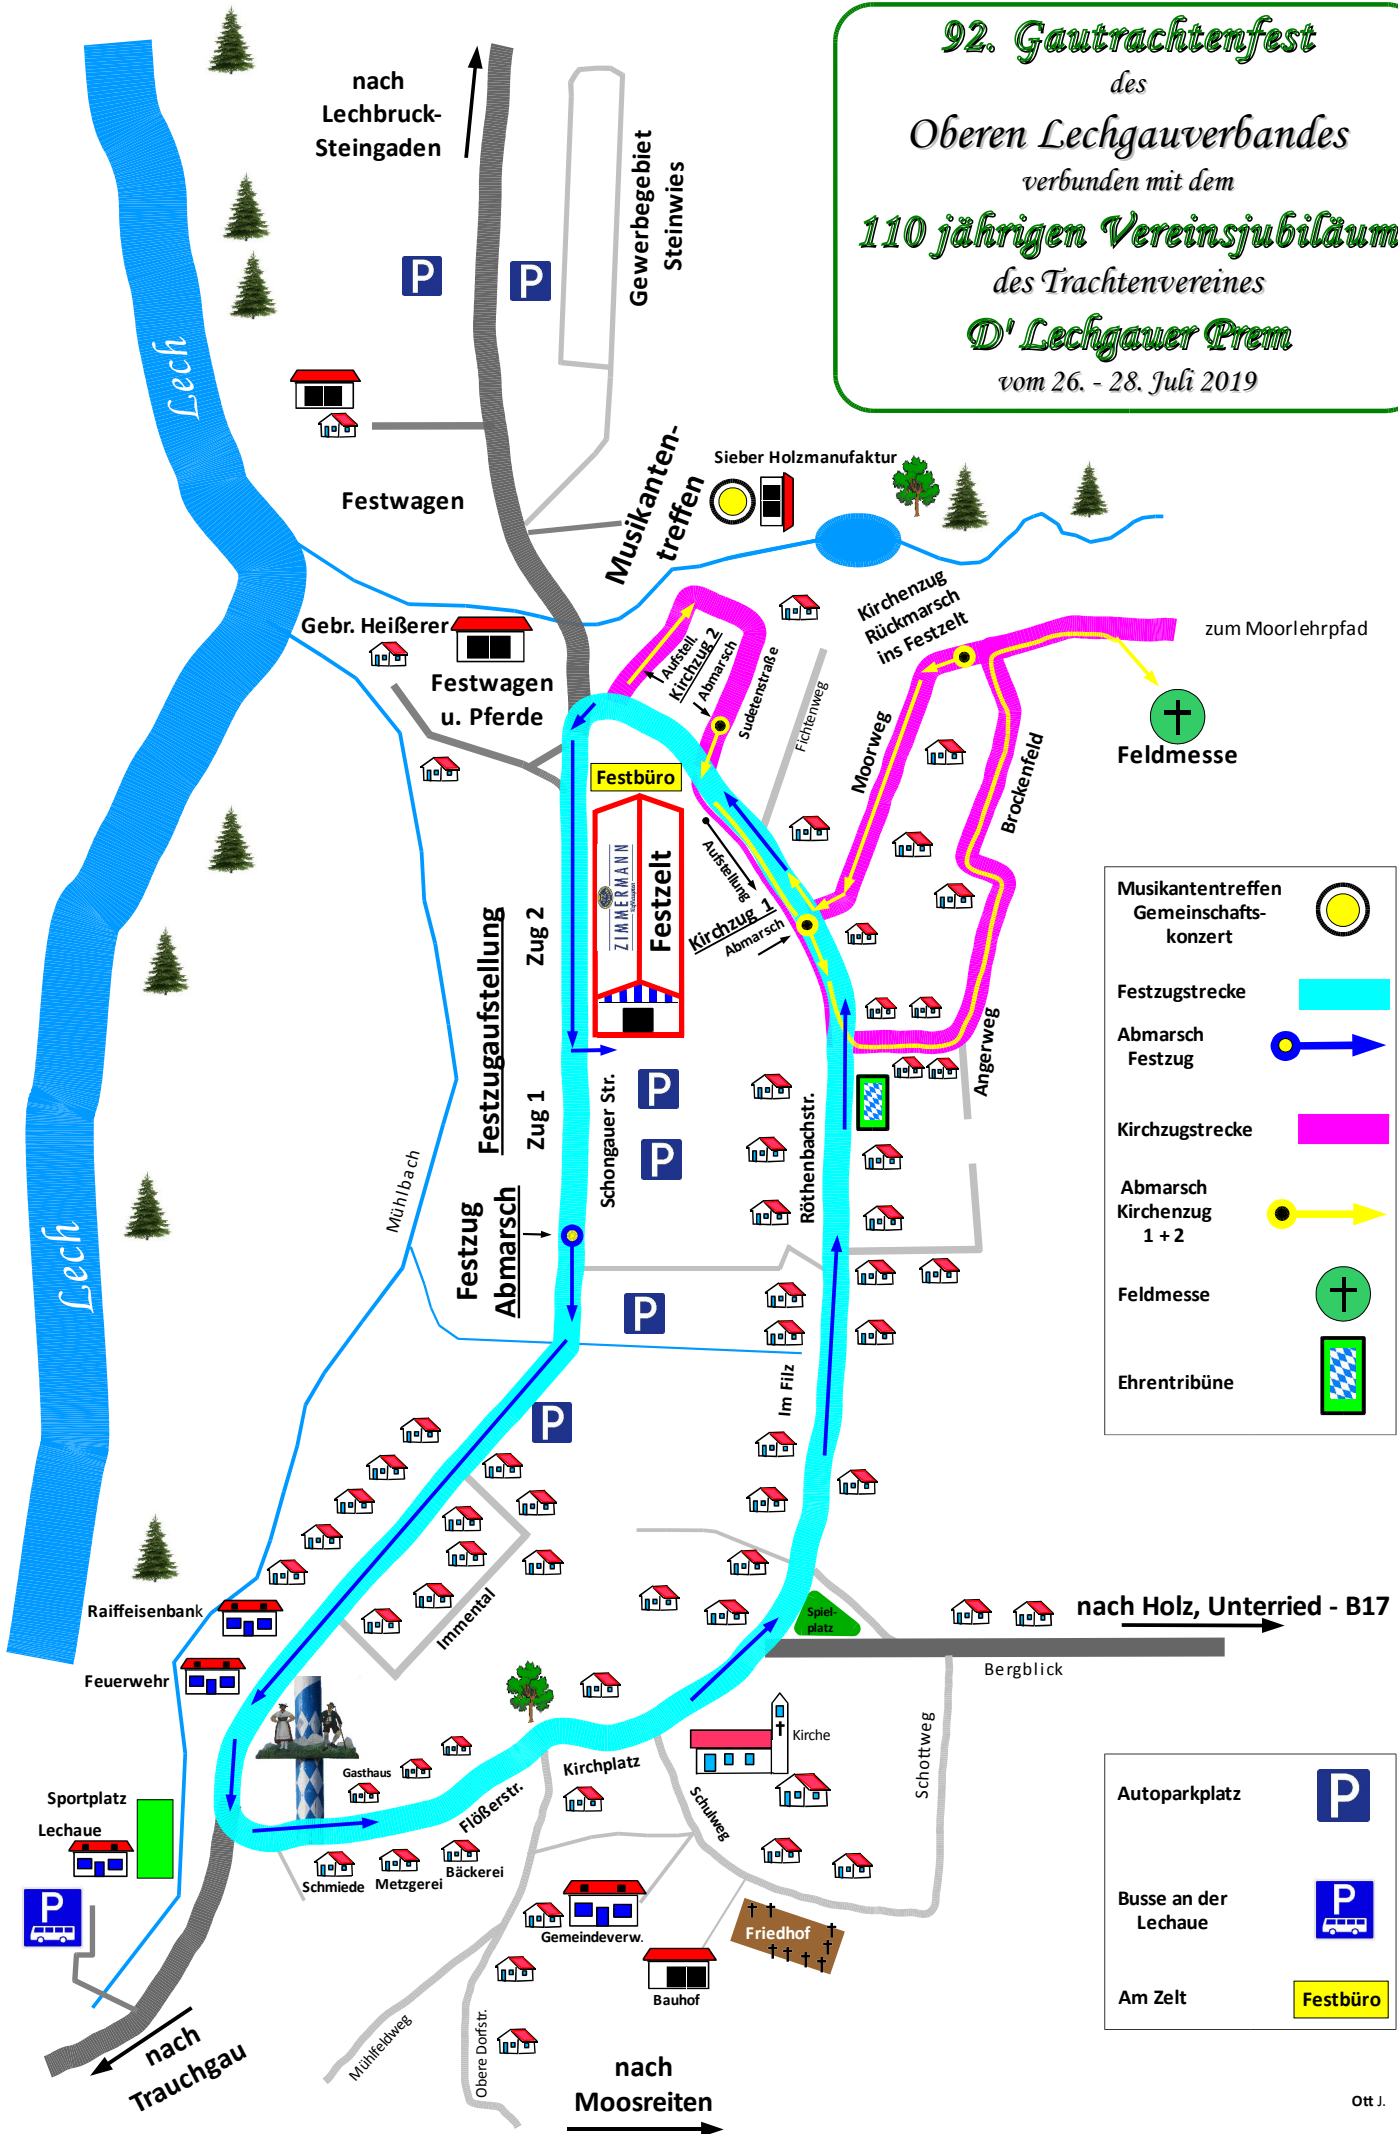 92. Gautrachtenfest
des
Oberen Lechgauverbandes
verbunden mit dem
110 jährigen Vereinsjubiläum
des Trachtenvereines
D' Lechgauer Prem
vom 26. - 28. Juli 2019
nach
Lechbruck-
Steingaden
Gewerbegebiet
Steinwies
P
P
Lech
Festwagen
Musikanten-
treffen
Sieber Holzmanufaktur
Gebr. Heißerer
Festwagen
u. Pferde
Aufstell.
Kirchzug 2
Abmarsch
Sudetenstraße
Fichtenweg
Kirchenzug
Rückmarsch
ins Festzelt
zum Moorlehrpfad
Feldmesse
Moorweg
Brockenfeld
Angerweg
Festbüro
ZIMMERMANN
Festzelt
Aufstellung
Kirchzug 1
Abmarsch
Festzugaufstellung
Zug 2
Zug 1
Schongauer Str.
P
P
Röthenbachstr.
Mühlbach
Festzug
Abmarsch
Lech
P
Im Filz
P
Immental
Raiffeisenbank
Feuerwehr
Spiel-
platz
nach Holz, Unterried - B17
Bergblick
Schottweg
Kirche
Kirchplatz
Schulweg
Gasthaus
Flößerstr.
Sportplatz
Lechaue
P
Schmiede
Metzgerei
Bäckerei
Gemeindeverw.
Friedhof
Bauhof
Mühlfeldweg
Obere Dorfstr.
nach
Trauchgau
nach
Moosreiten
Musikantentreffen
Gemeinschafts-
konzert
Festzugstrecke
Abmarsch
Festzug
Kirchzugstrecke
Abmarsch
Kirchenzug
1 + 2
Feldmesse
Ehrentribüne
Autoparkplatz
P
Busse an der
Lechaue
P
Am Zelt
Festbüro
Ott J.